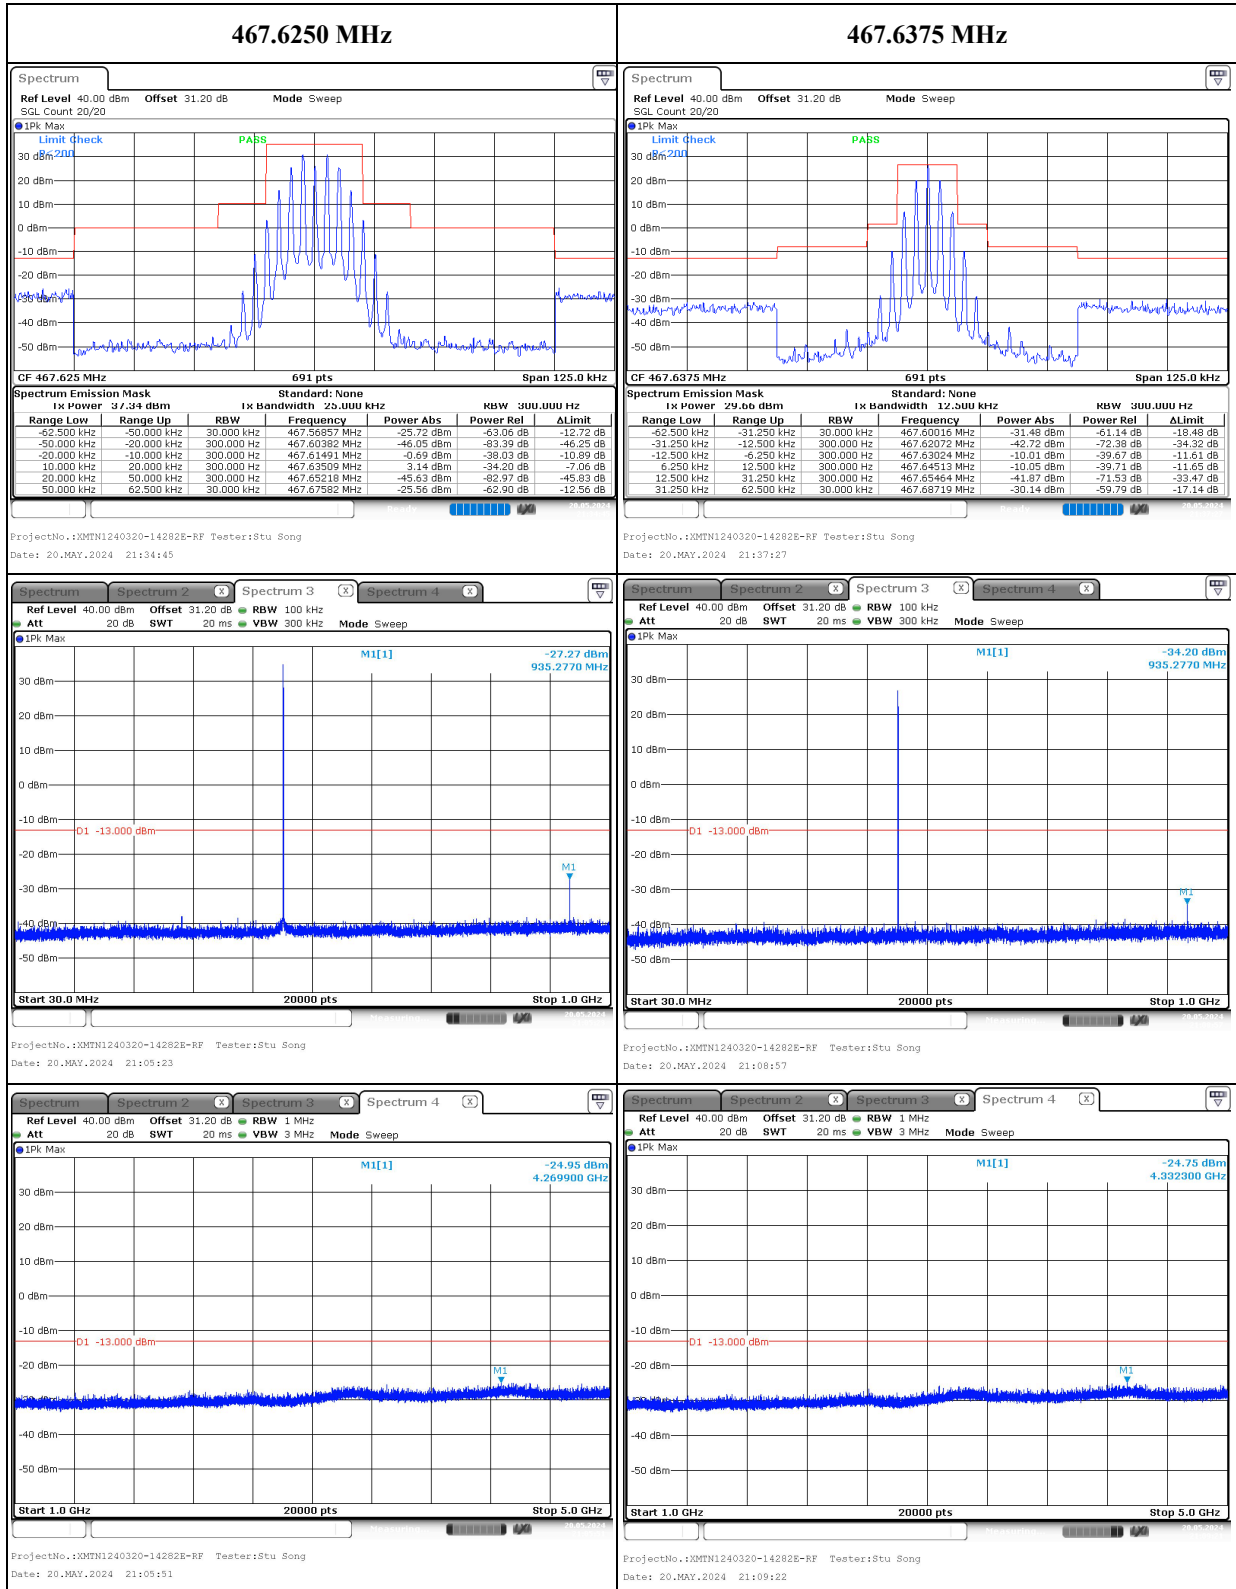 467.6250 MHz
467.6375 MHz
Spectrum
Ref Level 40.00 dBm Offset 31.20 dB Mode Sweep
SGL Count 20/20
1Pk Max
Limit Check PASS
P<200
30 dBm
20 dBm
10 dBm
0 dBm
-10 dBm
-20 dBm
-30 dBm
-40 dBm
-50 dBm
CF 467.625 MHz 691 pts Span 125.0 kHz
Spectrum Emission Mask Standard: None
Tx Power 37.34 dBm Tx Bandwidth 25.000 kHz RBW 300.000 Hz
Range Low Range Up RBW Frequency Power Abs Power Rel ΔLimit
-62.500 kHz -50.000 kHz 30.000 kHz 467.56857 MHz -25.72 dBm -63.06 dB -12.72 dB
-50.000 kHz -20.000 kHz 300.000 Hz 467.60382 MHz -46.05 dBm -83.39 dB -46.25 dB
-20.000 kHz -10.000 kHz 300.000 Hz 467.61491 MHz -0.69 dBm -38.03 dB -10.89 dB
10.000 kHz 20.000 kHz 300.000 Hz 467.63509 MHz 3.14 dBm -34.20 dB -7.06 dB
20.000 kHz 50.000 kHz 300.000 Hz 467.65218 MHz -45.63 dBm -82.97 dB -45.83 dB
50.000 kHz 62.500 kHz 30.000 kHz 467.67582 MHz -25.56 dBm -62.90 dB -12.56 dB
Ready 20.05.2024
ProjectNo.:XMTN1240320-14282E-RF Tester:Stu Song
Date: 20.MAY.2024 21:34:45
Spectrum
Ref Level 40.00 dBm Offset 31.20 dB Mode Sweep
SGL Count 20/20
1Pk Max
Limit Check PASS
P<200
30 dBm
20 dBm
10 dBm
0 dBm
-10 dBm
-20 dBm
-30 dBm
-40 dBm
-50 dBm
CF 467.6375 MHz 691 pts Span 125.0 kHz
Spectrum Emission Mask Standard: None
Tx Power 29.66 dBm Tx Bandwidth 12.500 kHz RBW 300.000 Hz
Range Low Range Up RBW Frequency Power Abs Power Rel ΔLimit
-62.500 kHz -31.250 kHz 30.000 kHz 467.60016 MHz -31.48 dBm -61.14 dB -18.48 dB
-31.250 kHz -12.500 kHz 300.000 Hz 467.62072 MHz -42.72 dBm -72.38 dB -34.32 dB
-12.500 kHz -6.250 kHz 300.000 Hz 467.63024 MHz -10.01 dBm -39.67 dB -11.61 dB
6.250 kHz 12.500 kHz 300.000 Hz 467.64513 MHz -10.05 dBm -39.71 dB -11.65 dB
12.500 kHz 31.250 kHz 300.000 Hz 467.65464 MHz -41.87 dBm -71.53 dB -33.47 dB
31.250 kHz 62.500 kHz 30.000 kHz 467.68719 MHz -30.14 dBm -59.79 dB -17.14 dB
20.05.2024
ProjectNo.:XMTN1240320-14282E-RF Tester:Stu Song
Date: 20.MAY.2024 21:37:27
Spectrum Spectrum 2 X Spectrum 3 X Spectrum 4 X
Ref Level 40.00 dBm Offset 31.20 dB RBW 100 kHz
Att 20 dB SWT 20 ms VBW 300 kHz Mode Sweep
1Pk Max
M1[1] -27.27 dBm
935.2770 MHz
30 dBm
20 dBm
10 dBm
0 dBm
-10 dBm
D1 -13.000 dBm
-20 dBm
M1
-30 dBm
-40 dBm
-50 dBm
Start 30.0 MHz 20000 pts Stop 1.0 GHz
Measuring 20.05.2024
ProjectNo.:XMTN1240320-14282E-RF Tester:Stu Song
Date: 20.MAY.2024 21:05:23
Spectrum Spectrum 2 X Spectrum 3 X Spectrum 4 X
Ref Level 40.00 dBm Offset 31.20 dB RBW 100 kHz
Att 20 dB SWT 20 ms VBW 300 kHz Mode Sweep
1Pk Max
M1[1] -34.20 dBm
935.2770 MHz
30 dBm
20 dBm
10 dBm
0 dBm
-10 dBm
D1 -13.000 dBm
-20 dBm
-30 dBm
M1
-40 dBm
-50 dBm
Start 30.0 MHz 20000 pts Stop 1.0 GHz
20.05.2024
ProjectNo.:XMTN1240320-14282E-RF Tester:Stu Song
Date: 20.MAY.2024 21:08:57
Spectrum Spectrum 2 X Spectrum 3 X Spectrum 4 X
Ref Level 40.00 dBm Offset 31.20 dB RBW 1 MHz
Att 20 dB SWT 20 ms VBW 3 MHz Mode Sweep
1Pk Max
M1[1] -24.95 dBm
4.269900 GHz
30 dBm
20 dBm
10 dBm
0 dBm
-10 dBm
D1 -13.000 dBm
-20 dBm
M1
-40 dBm
-50 dBm
Start 1.0 GHz 20000 pts Stop 5.0 GHz
Measuring 20.05.2024
ProjectNo.:XMTN1240320-14282E-RF Tester:Stu Song
Date: 20.MAY.2024 21:05:51
Spectrum Spectrum 2 X Spectrum 3 X Spectrum 4 X
Ref Level 40.00 dBm Offset 31.20 dB RBW 1 MHz
Att 20 dB SWT 20 ms VBW 3 MHz Mode Sweep
1Pk Max
M1[1] -24.75 dBm
4.332300 GHz
30 dBm
20 dBm
10 dBm
0 dBm
-10 dBm
D1 -13.000 dBm
-20 dBm
M1
-40 dBm
-50 dBm
Start 1.0 GHz 20000 pts Stop 5.0 GHz
20.05.2024
ProjectNo.:XMTN1240320-14282E-RF Tester:Stu Song
Date: 20.MAY.2024 21:09:22